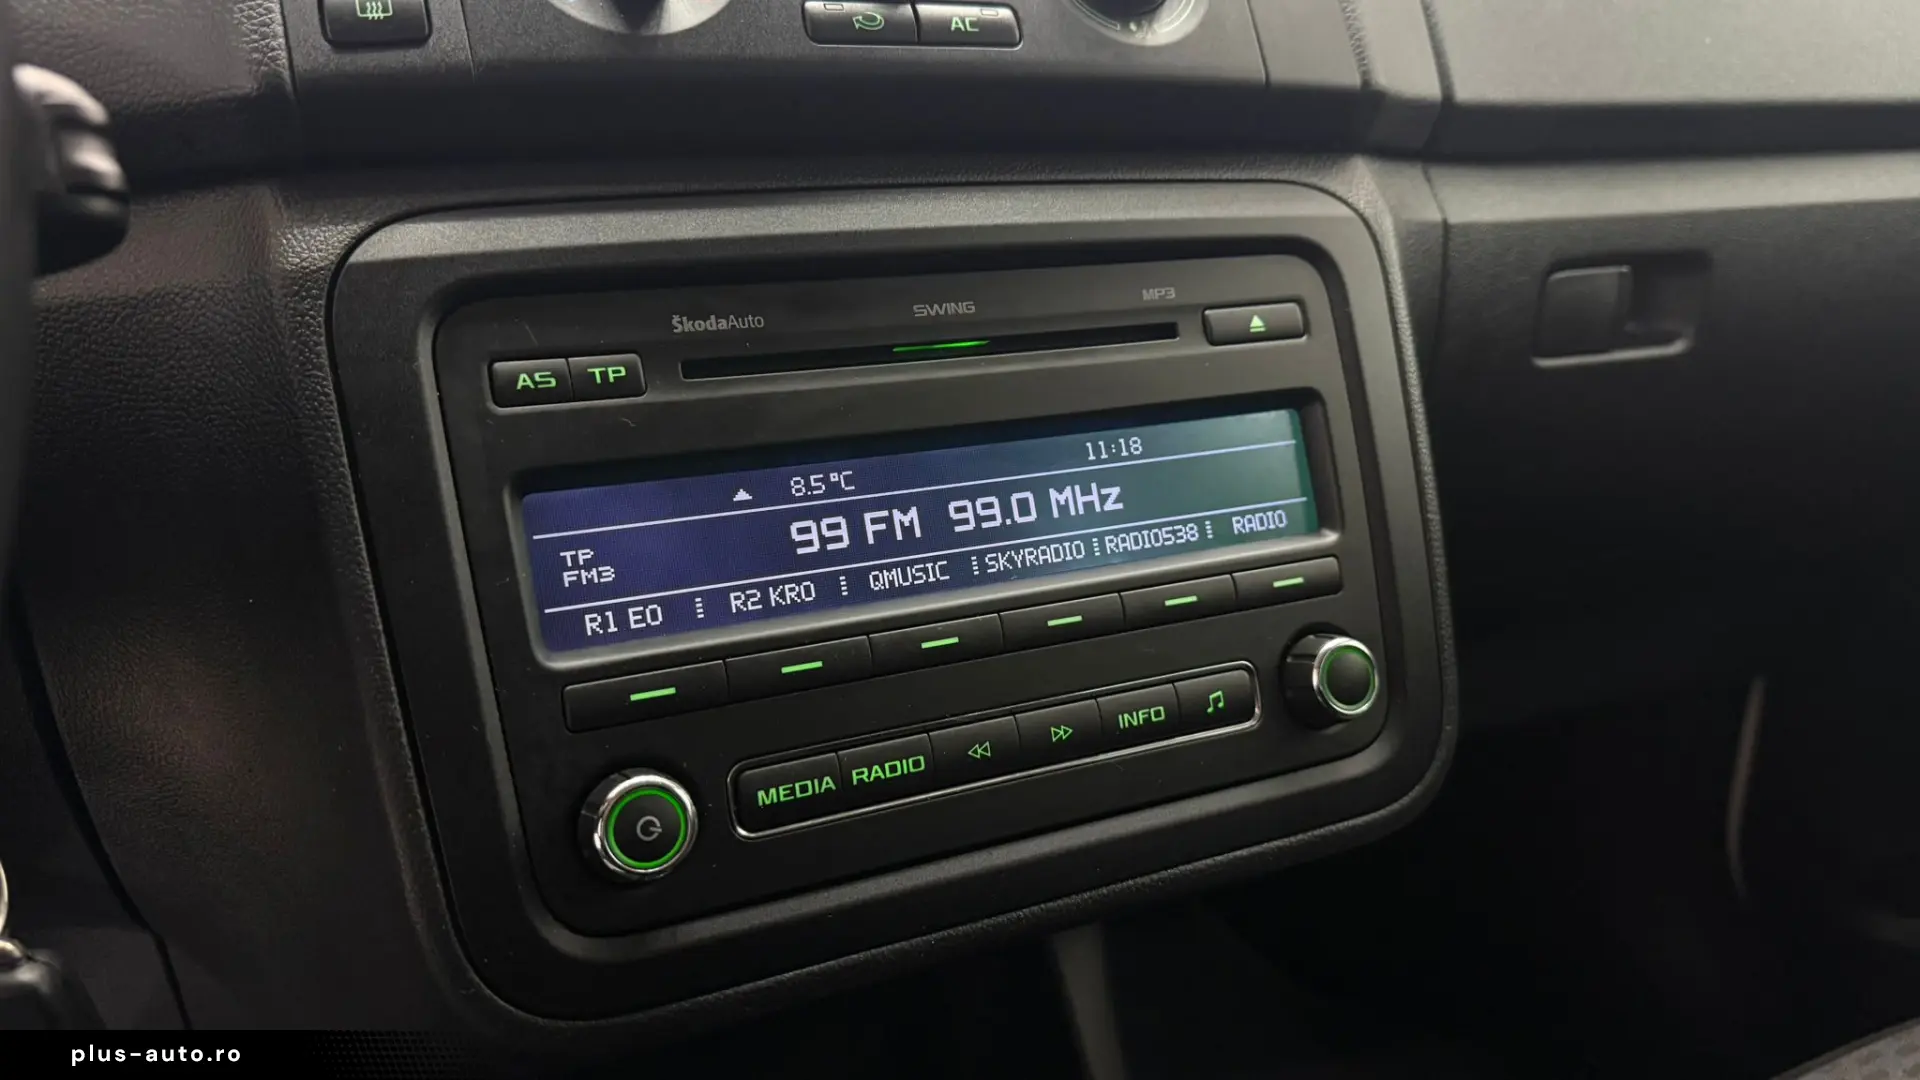 AC
SWING
MP3
ŠkodaAuto
AS TP
11:18
8.5°C
99 FM 99.0 MHz
TP
FM3
R1 EO R2 KRO QMUSIC SKYRADIO RADIO538 RADIO
MEDIA RADIO INFO
plus-auto.ro